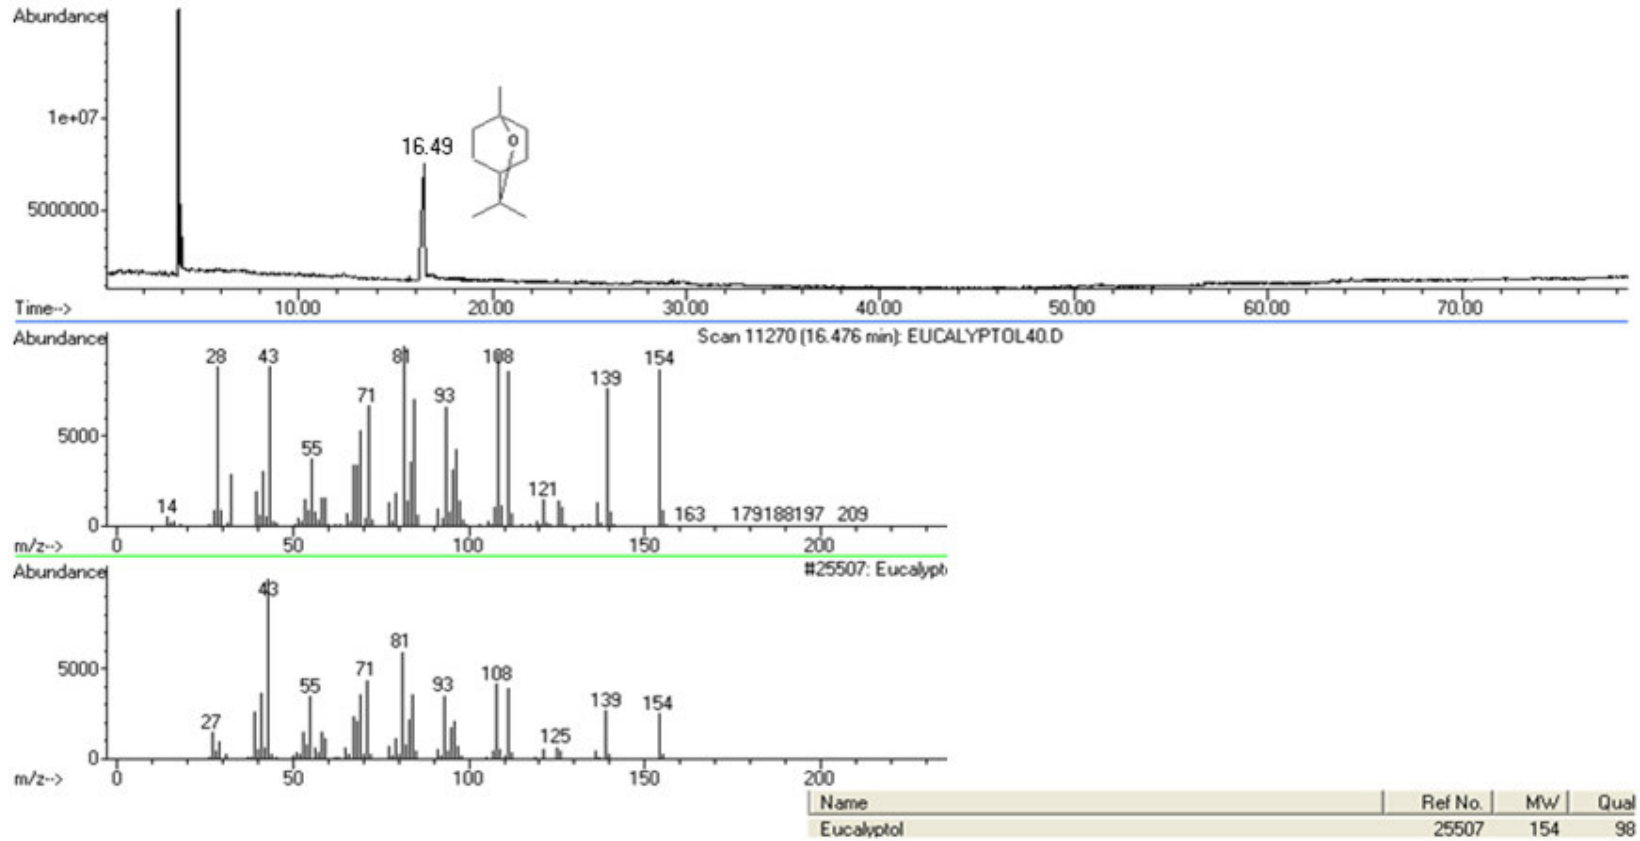 Abundance
1e+07
16.49
O
5000000
Time-->
10.00 20.00 30.00 40.00 50.00 60.00 70.00
Abundance
Scan 11270 (16.476 min): EUCALYPTOL40.D
28 43 81 108 154
139
71 93
5000
55
121
14
163 179 188 197 209
0
m/z--> 0 50 100 150 200
Abundance
#25507: Eucalypt
43
81
5000
71 108
55 93
139 154
27
125
0
m/z--> 0 50 100 150 200
Name Ref No. MW Qual
Eucalyptol 25507 154 98